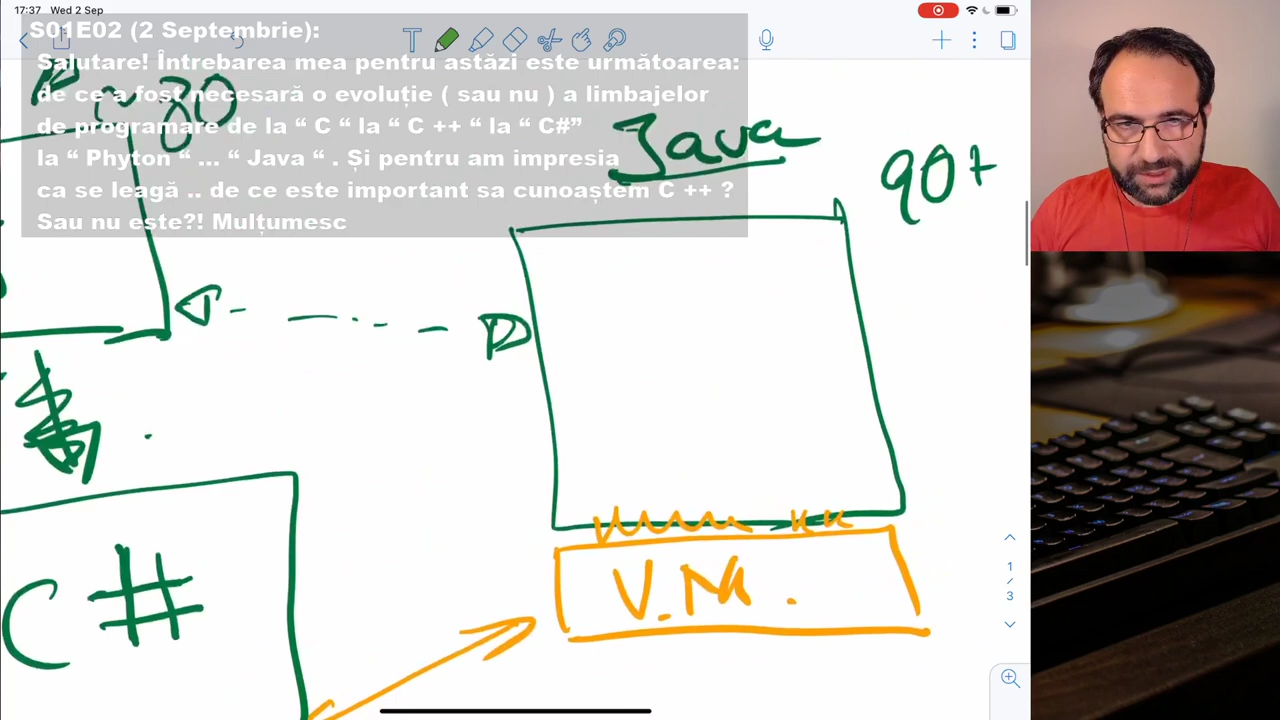 17:37 Wed 2 Sep
S01E02 (2 Septembrie):
Salutare! Întrebarea mea pentru astăzi este următoarea:
de ce a fost necesară o evoluție ( sau nu ) a limbajelor
de programare de la “ C “ la “ C ++ “ la “ C#”
la “ Phyton “ ... “ Java “ . Și pentru am impresia
ca se leagă .. de ce este important sa cunoaștem C ++ ?
Sau nu este?! Mulțumesc
~ 80
Java
90+
C #
V.M.
1
/
3